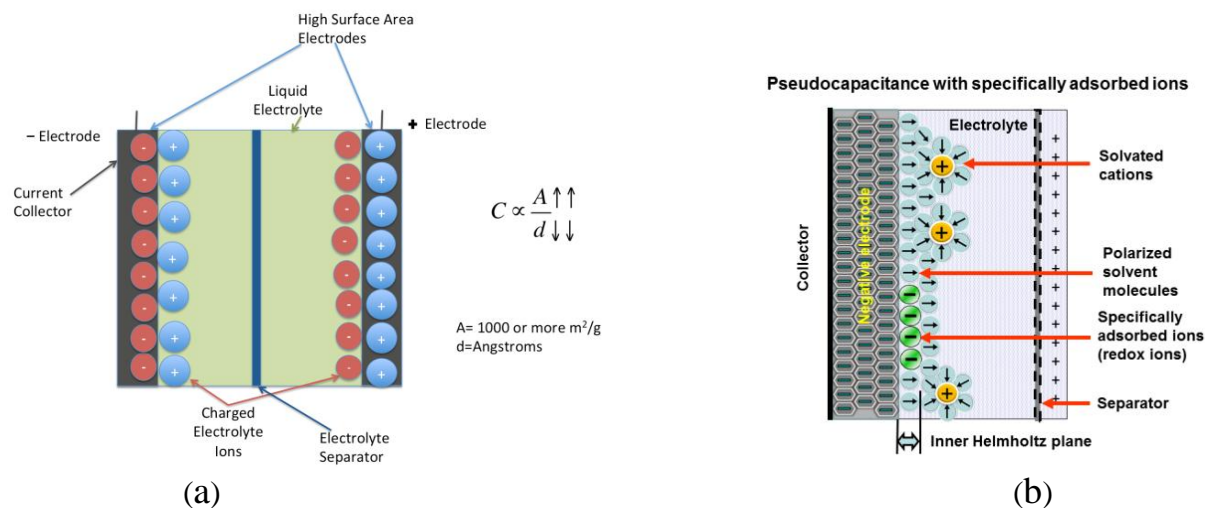 High Surface Area
Electrodes
Liquid
Electrolyte
– Electrode
+ Electrode
Current
Collector
C ∝ A↑↑ / d↓↓
A= 1000 or more m²/g
d=Angstroms
Charged
Electrolyte
Ions
Electrolyte
Separator
(a)
Pseudocapacitance with specifically adsorbed ions
Electrolyte
Solvated
cations
Collector
Negative electrode
Polarized
solvent
molecules
Specifically
adsorbed ions
(redox ions)
Separator
Inner Helmholtz plane
(b)